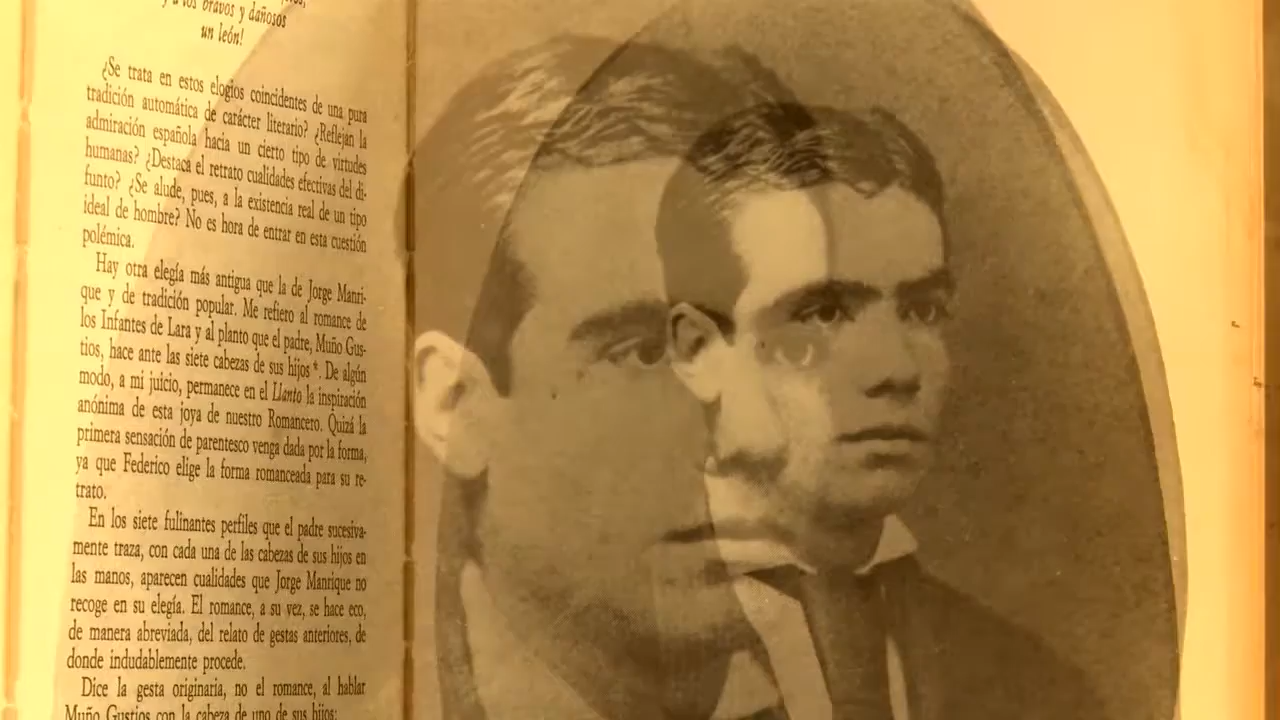 y a los bravos y dañosos
un león!
¿Se trata en estos elogios coincidentes de una pura
tradición automática de carácter literario? ¿Reflejan la
admiración española hacia un cierto tipo de virtudes
humanas? ¿Destaca el retrato cualidades efectivas del di-
funto? ¿Se alude, pues, a la existencia real de un tipo
ideal de hombre? No es hora de entrar en esta cuestión
polémica.
Hay otra elegía más antigua que la de Jorge Manri-
que y de tradición popular. Me refiero al romance de
los Infantes de Lara y al planto que el padre, Muño Gus-
tios, hace ante las siete cabezas de sus hijos*. De algún
modo, a mi juicio, permanece en el Llanto la inspiración
anónima de esta joya de nuestro Romancero. Quizá la
primera sensación de parentesco venga dada por la forma,
ya que Federico elige la forma romanceada para su re-
trato.
En los siete fulinantes perfiles que el padre sucesiva-
mente traza, con cada una de las cabezas de sus hijos en
las manos, aparecen cualidades que Jorge Manrique no
recoge en su elegía. El romance, a su vez, se hace eco,
de manera abreviada, del relato de gestas anteriores, de
donde indudablemente procede.
Dice la gesta originaria, no el romance, al hablar
Muño Gustios con la cabeza de uno de sus hijos: